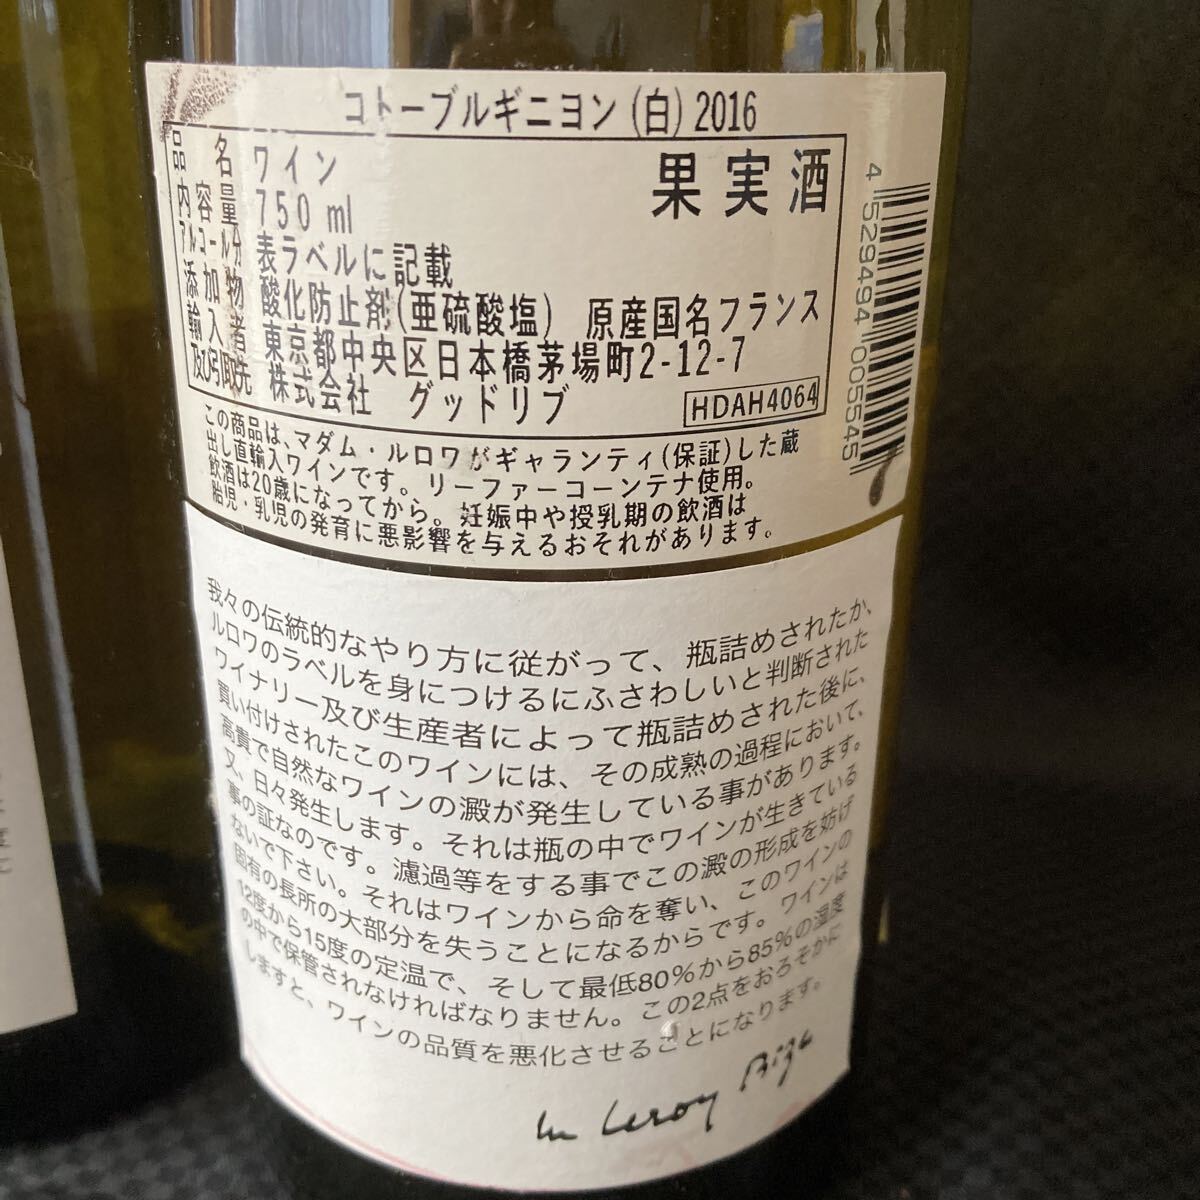 コトーブルギニヨン (白) 2016
品名 ワイン
果実酒
内容量 750 ml
アルコール分 表ラベルに記載
添加物 酸化防止剤(亜硫酸塩) 原産国名フランス
輸入者 東京都中央区日本橋茅場町2-12-7
及び引取先 株式会社 グッドリブ
HDAH4064
4 529494 005545
この商品は、マダム・ルロワがギャランティ(保証)した蔵
出し直輸入ワインです。リーファーコーンテナ使用。
飲酒は20歳になってから。妊娠中や授乳期の飲酒は
胎児・乳児の発育に悪影響を与えるおそれがあります。
我々の伝統的なやり方に従がって、瓶詰めされたか、
ルロワのラベルを身につけるにふさわしいと判断された
ワイナリー及び生産者によって瓶詰めされた後に、
買い付けされたこのワインには、その成熟の過程において、
高貴で自然なワインの澱が発生している事があります。
又、日々発生します。それは瓶の中でワインが生きている
事の証なのです。濾過等をする事でこの澱の形成を妨げ
ないで下さい。それはワインから命を奪い、このワインの
固有の長所の大部分を失うことになるからです。ワインは
12度から15度の定温で、そして最低80%から85%の湿度
の中で保管されなければなりません。この2点をおろそかに
しますと、ワインの品質を悪化させることになります。
Leroy Bize